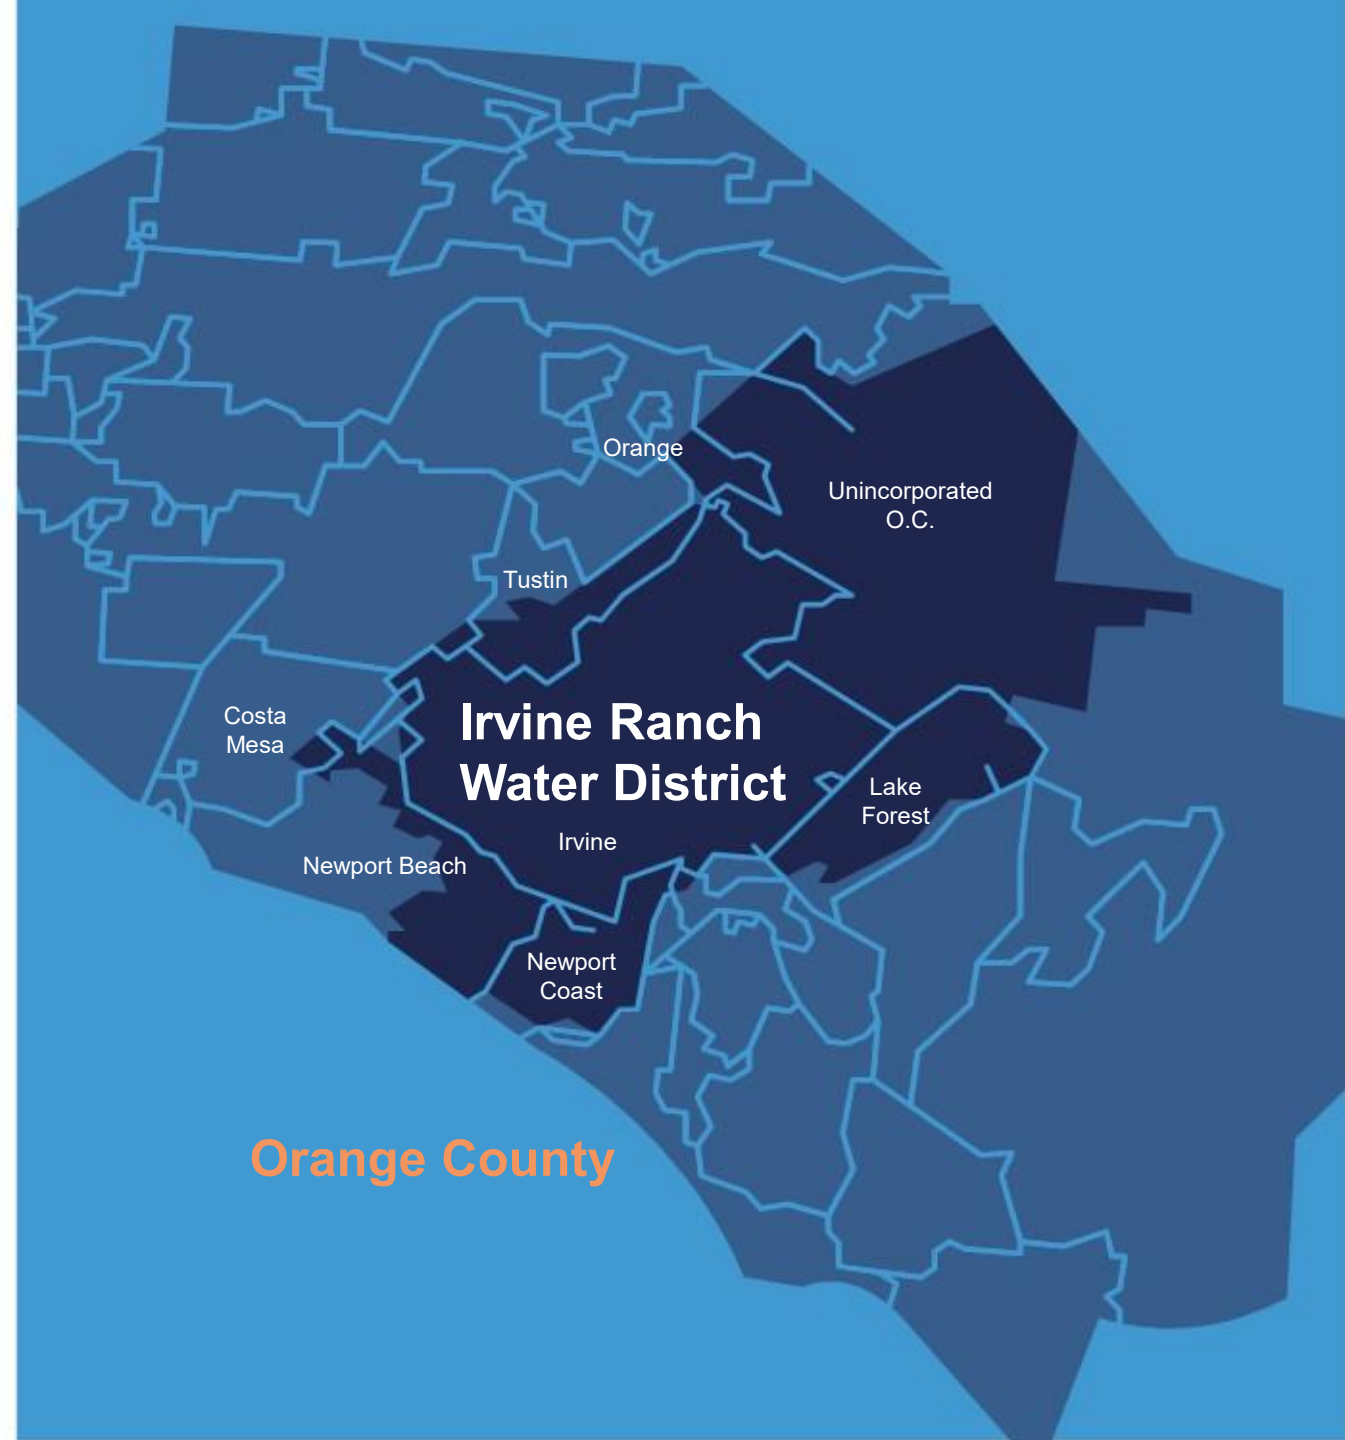 Orange
Unincorporated
O.C.
Tustin
Costa
Mesa
Irvine Ranch
Water District
Lake
Forest
Irvine
Newport Beach
Newport
Coast
Orange County